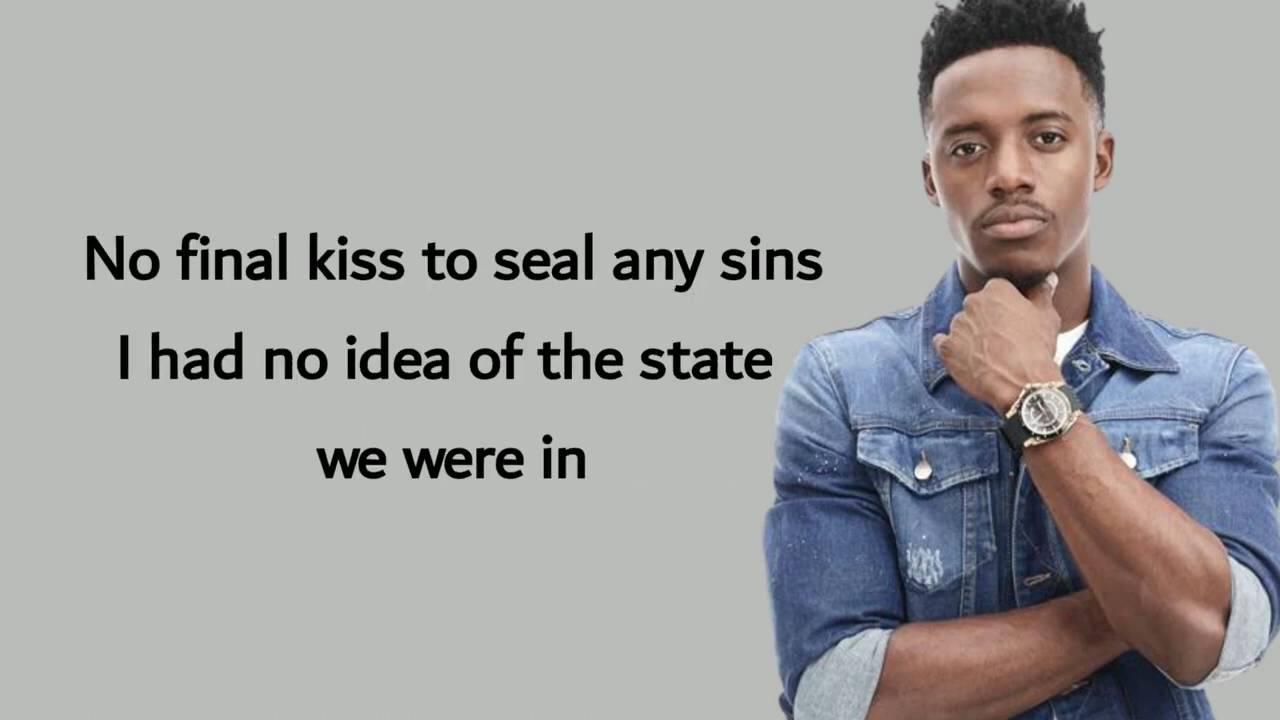 No final kiss to seal any sins
I had no idea of the state
we were in